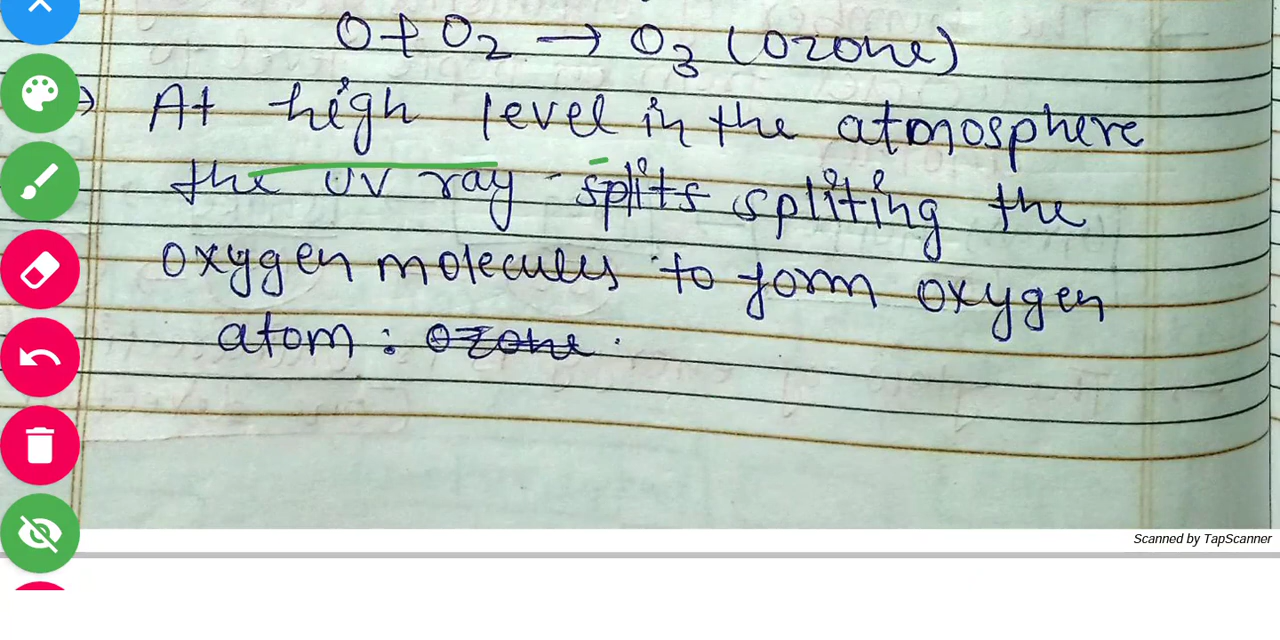 O + O2 → O3 (ozone)
→ At high level in the atmosphere
the UV ray - splits spliting the
oxygen molecules to form oxygen
atom : ozone.
Scanned by TapScanner